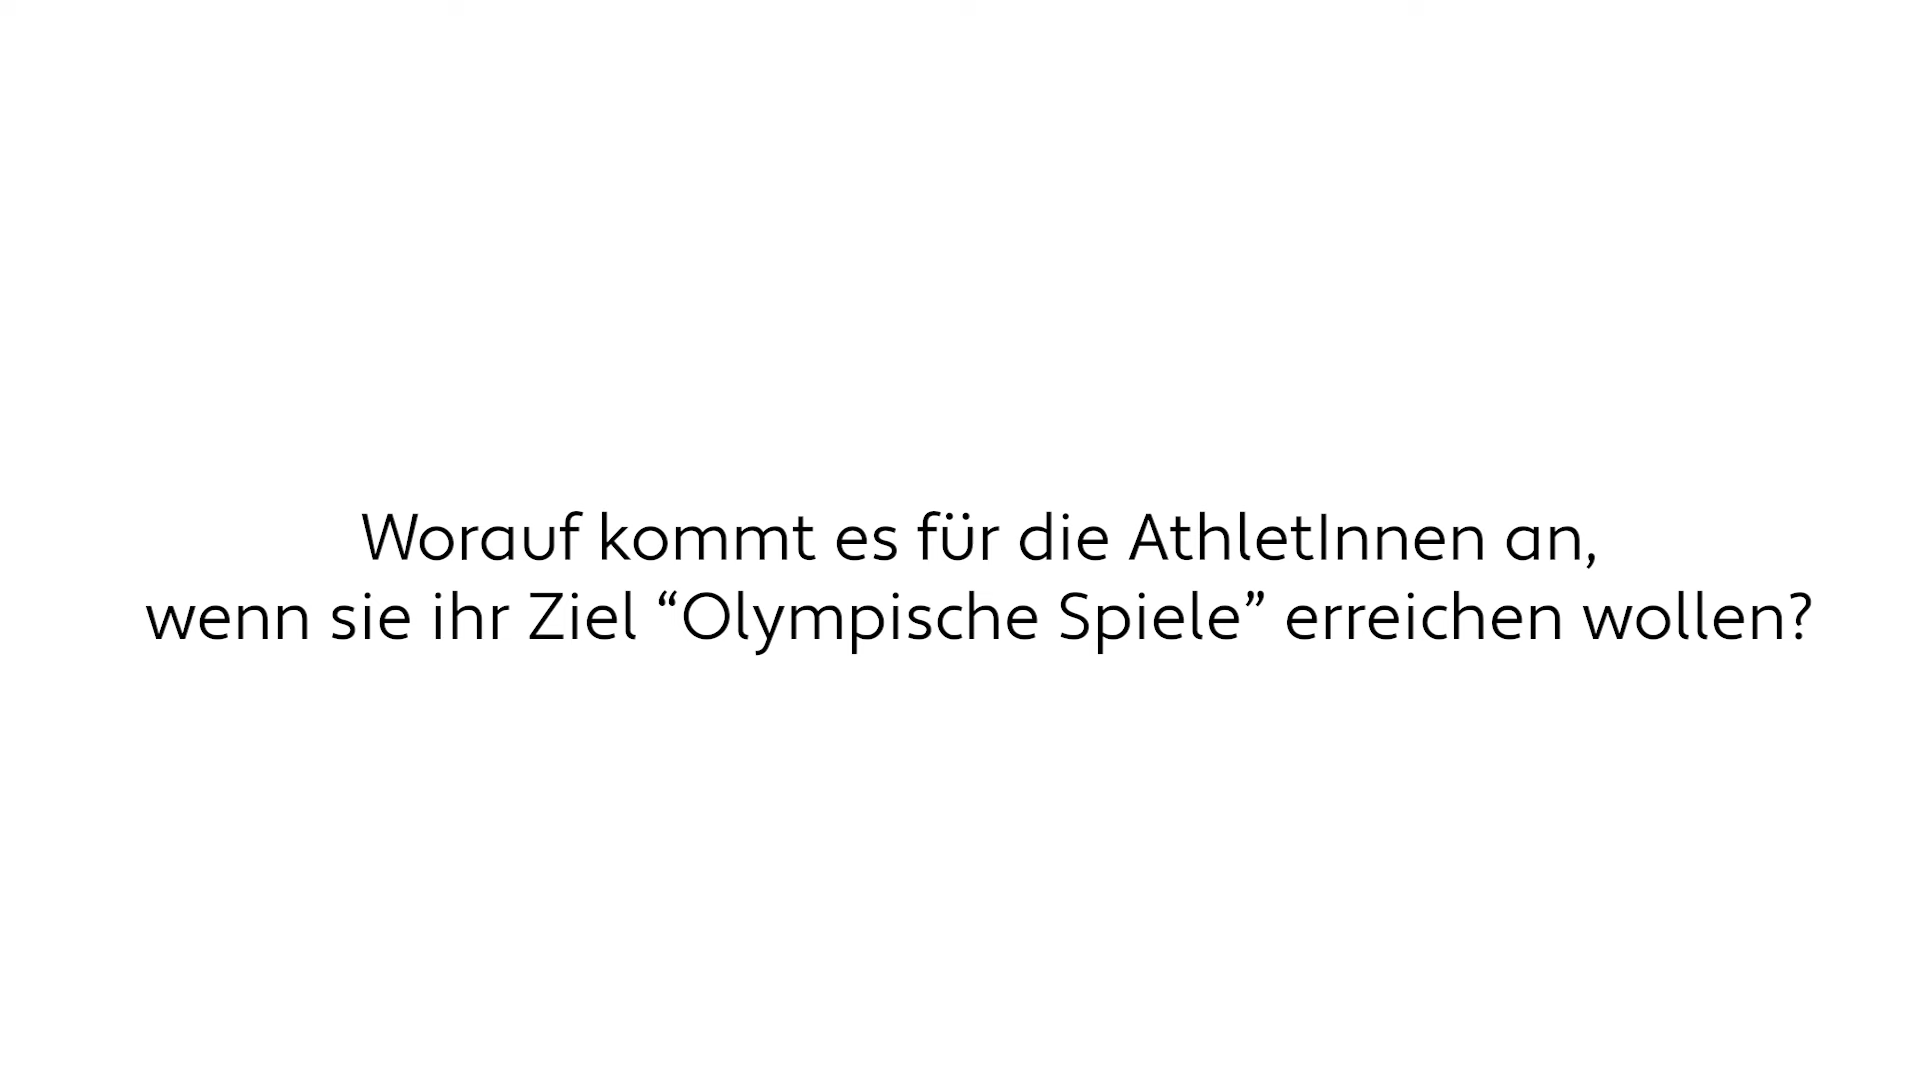 Worauf kommt es für die AthletInnen an,
wenn sie ihr Ziel “Olympische Spiele” erreichen wollen?